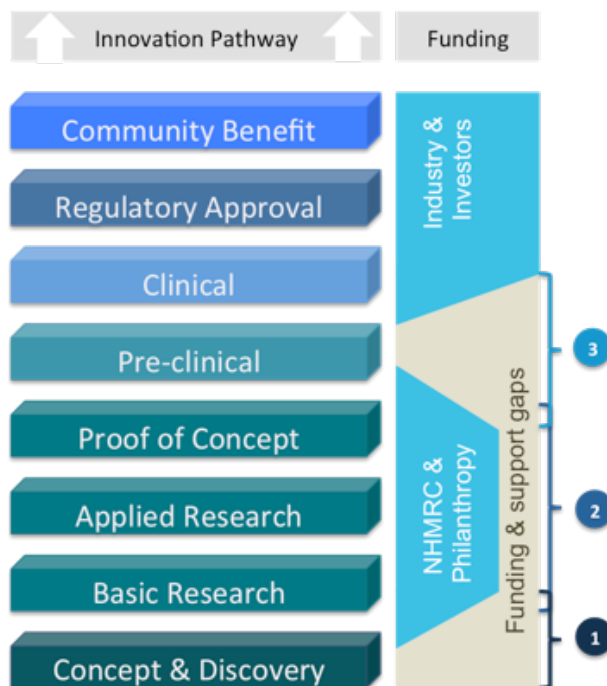 Innovation Pathway
Funding
Community Benefit
Regulatory Approval
Clinical
Pre-clinical
Proof of Concept
Applied Research
Basic Research
Concept & Discovery
Industry &
Investors
NHMRC &
Philanthropy
Funding & support gaps
3
2
1